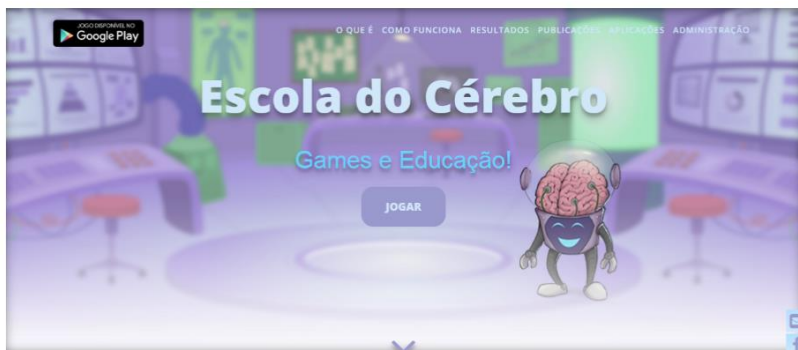 JOGO DISPONÍVEL NO
Google Play
O QUE É COMO FUNCIONA RESULTADOS PUBLICAÇÕES APLICAÇÕES ADMINISTRAÇÃO
Escola do Cérebro
Games e Educação!
JOGAR